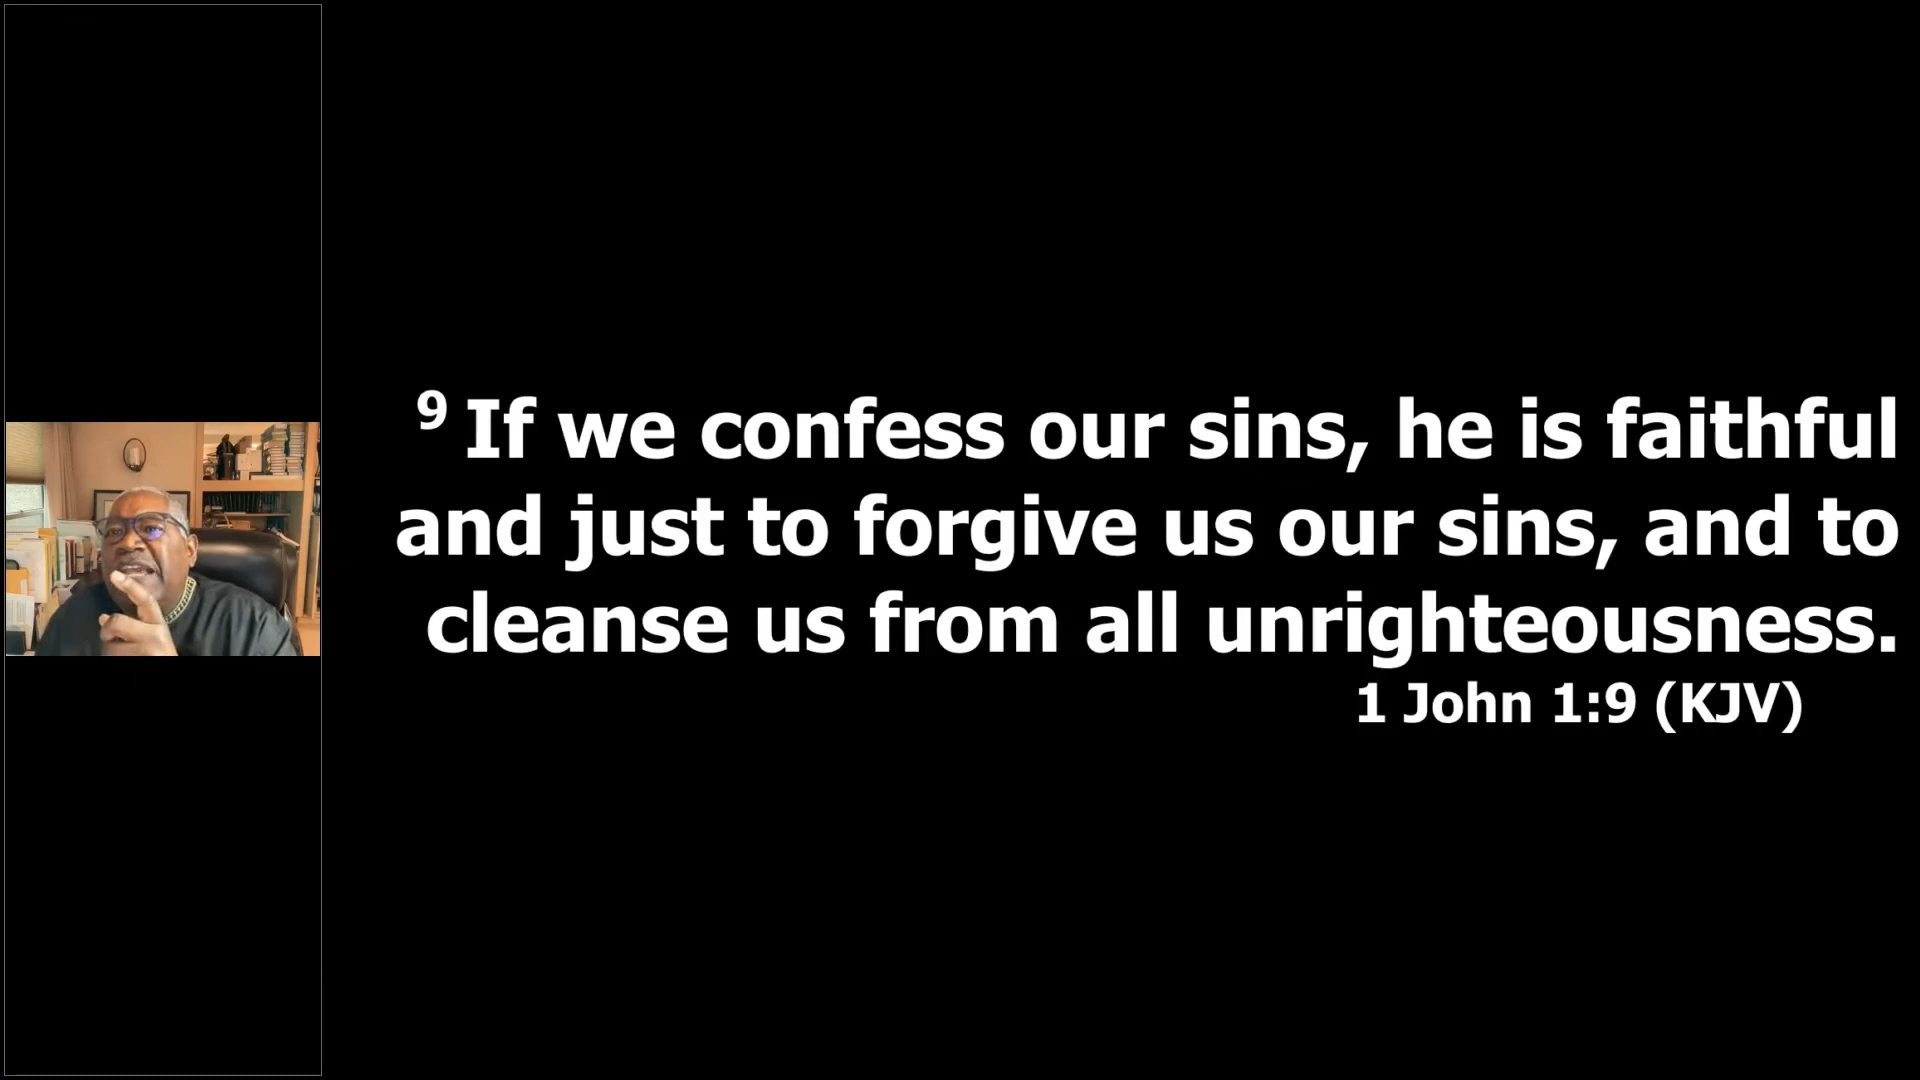 9 If we confess our sins, he is faithful
and just to forgive us our sins, and to
cleanse us from all unrighteousness.
1 John 1:9 (KJV)